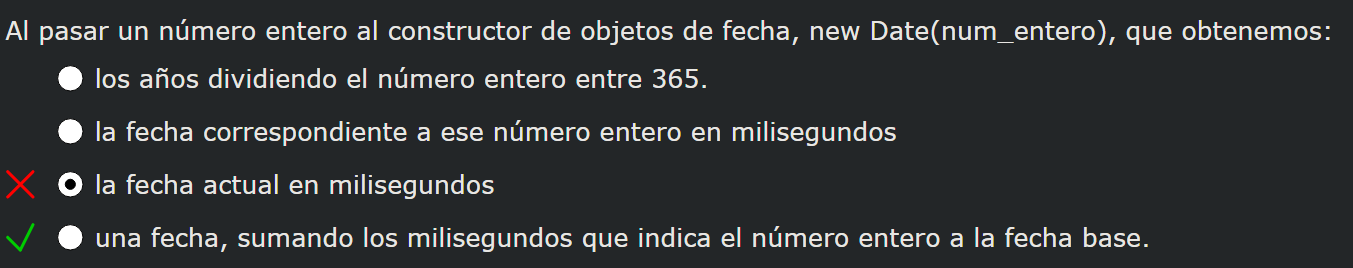 Al pasar un número entero al constructor de objetos de fecha, new Date(num_entero), que obtenemos:
los años dividiendo el número entero entre 365.
la fecha correspondiente a ese número entero en milisegundos
la fecha actual en milisegundos
una fecha, sumando los milisegundos que indica el número entero a la fecha base.